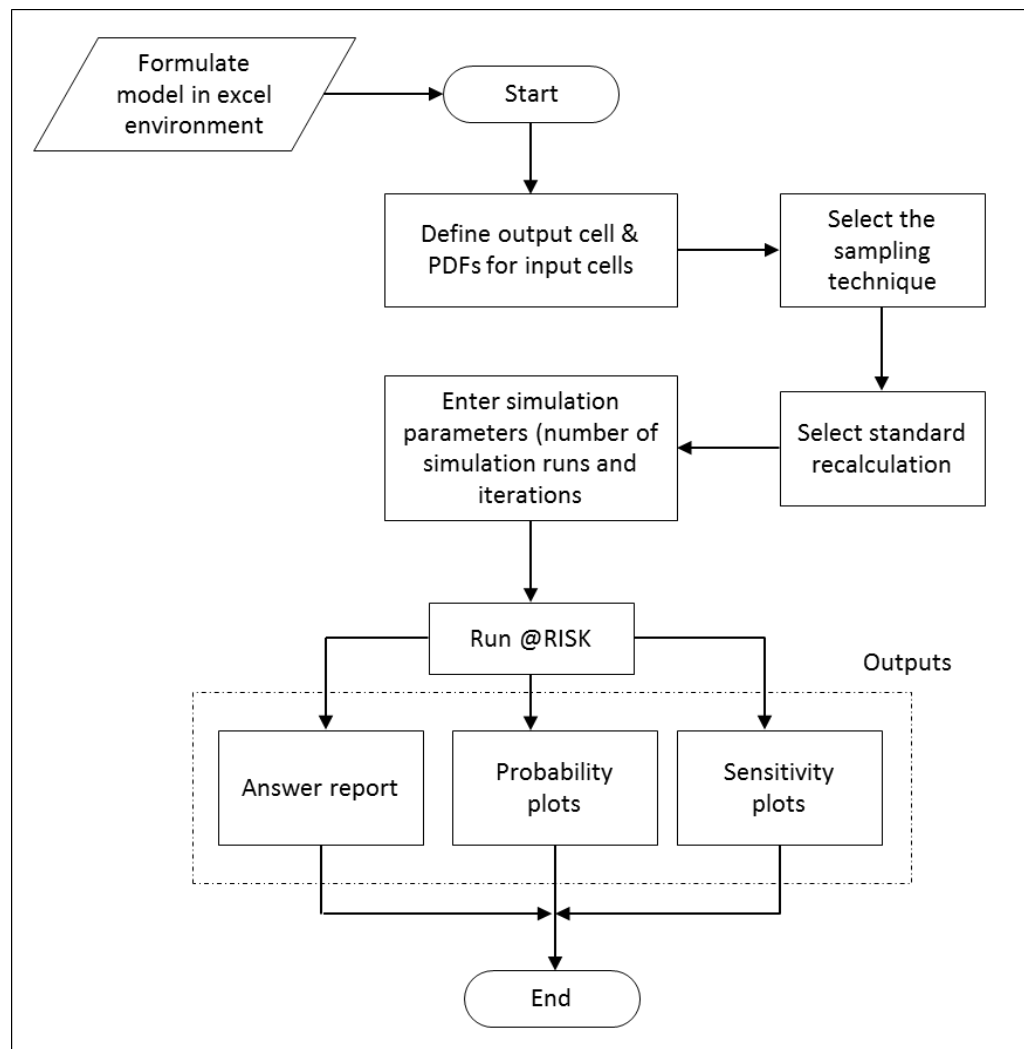 Formulate
model in excel
environment
Start
Define output cell &
PDFs for input cells
Select the
sampling
technique
Enter simulation
parameters (number of
simulation runs and
iterations
Select standard
recalculation
Run @RISK
Outputs
Answer report
Probability
plots
Sensitivity
plots
End